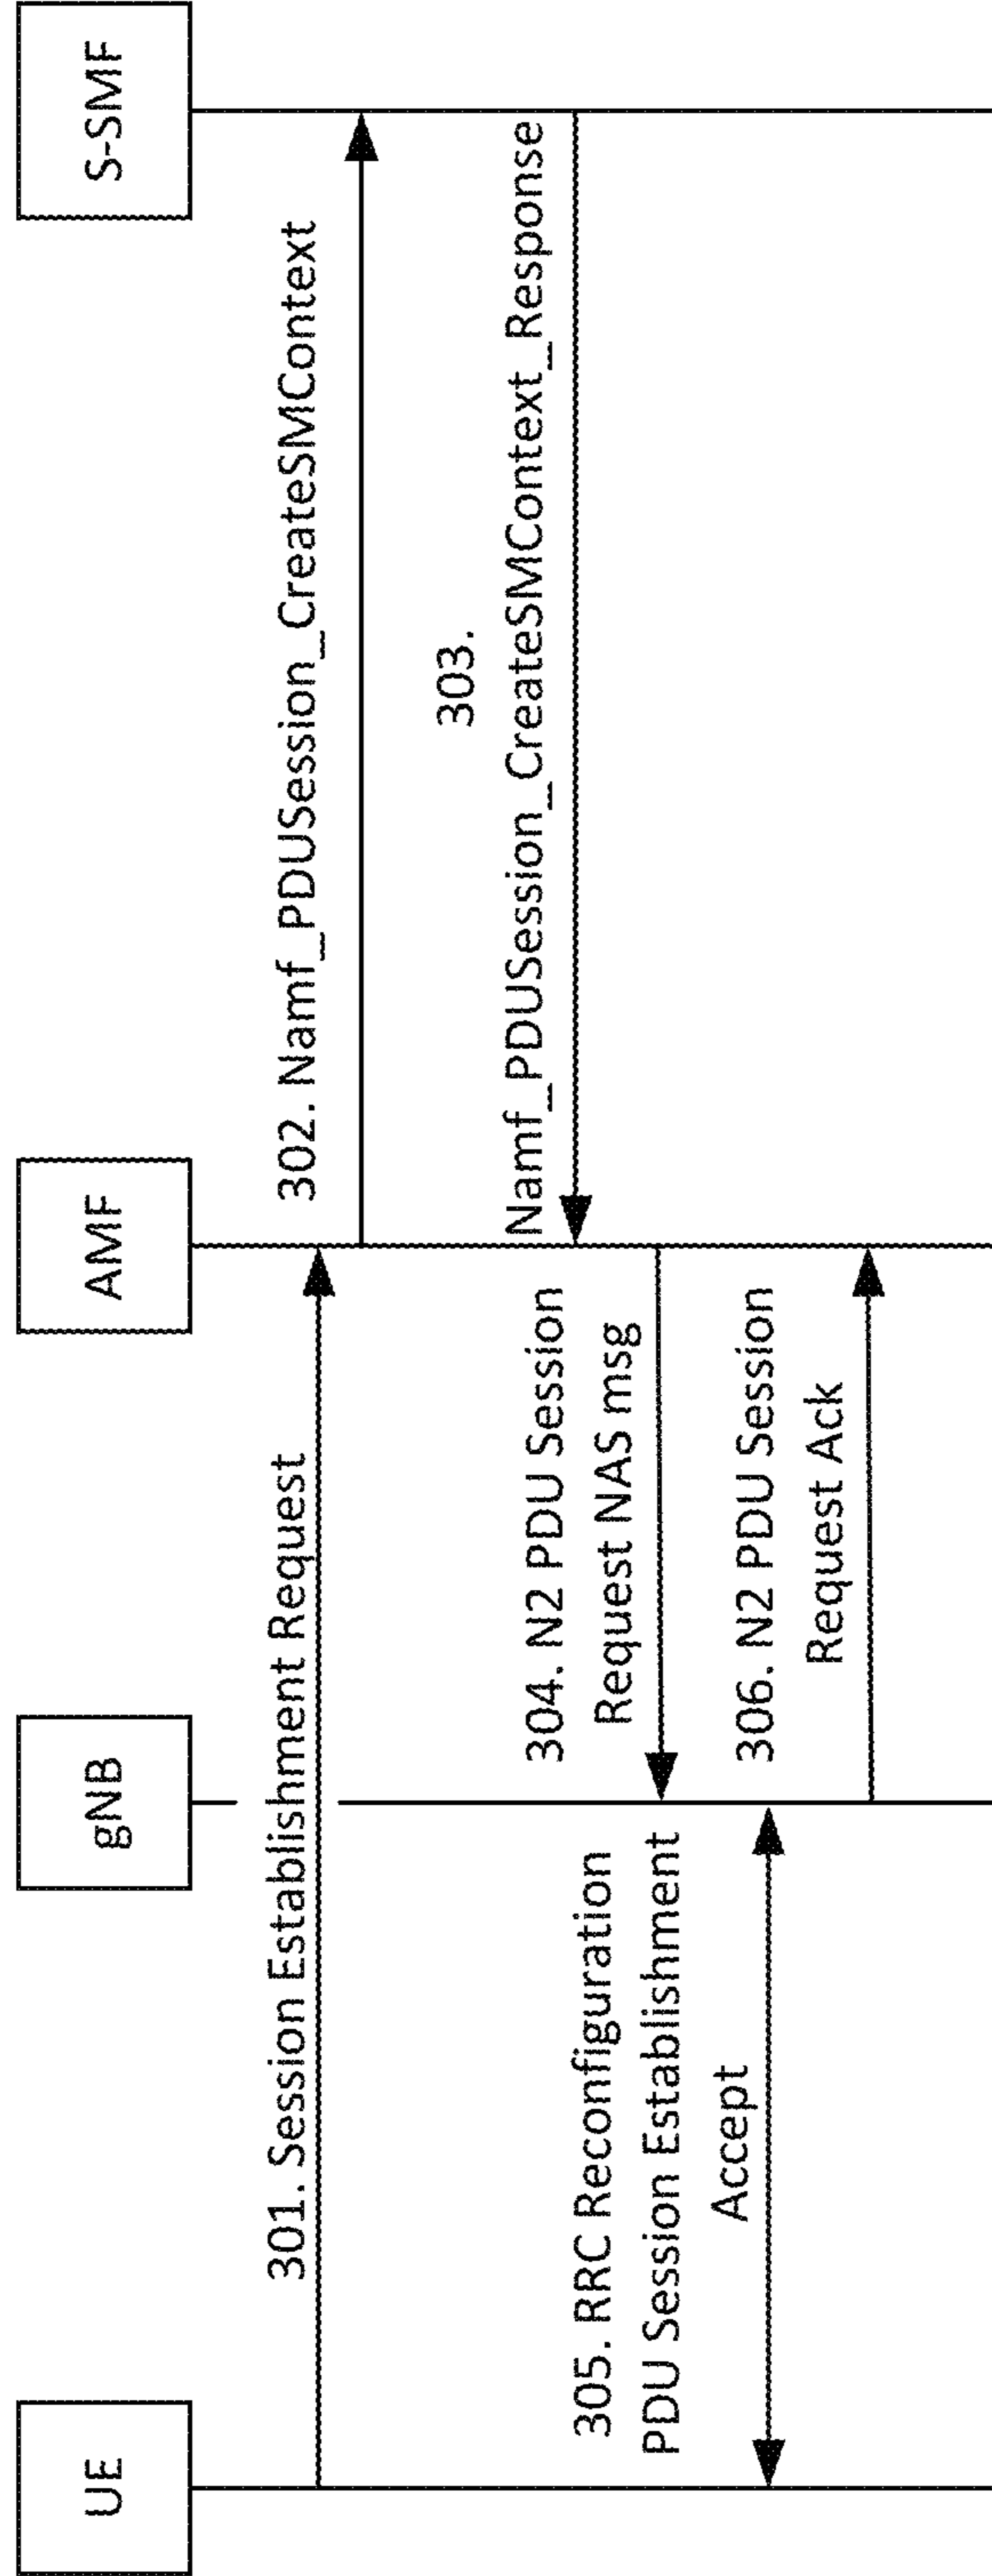 UE
gNB
AMF
S-SMF
301. Session Establishment Request
302. Namf_PDUSession_CreateSMContext
303.
Namf_PDUSession_CreateSMContext_Response
304. N2 PDU Session
Request NAS msg
305. RRC Reconfiguration
PDU Session Establishment
Accept
306. N2 PDU Session
Request Ack